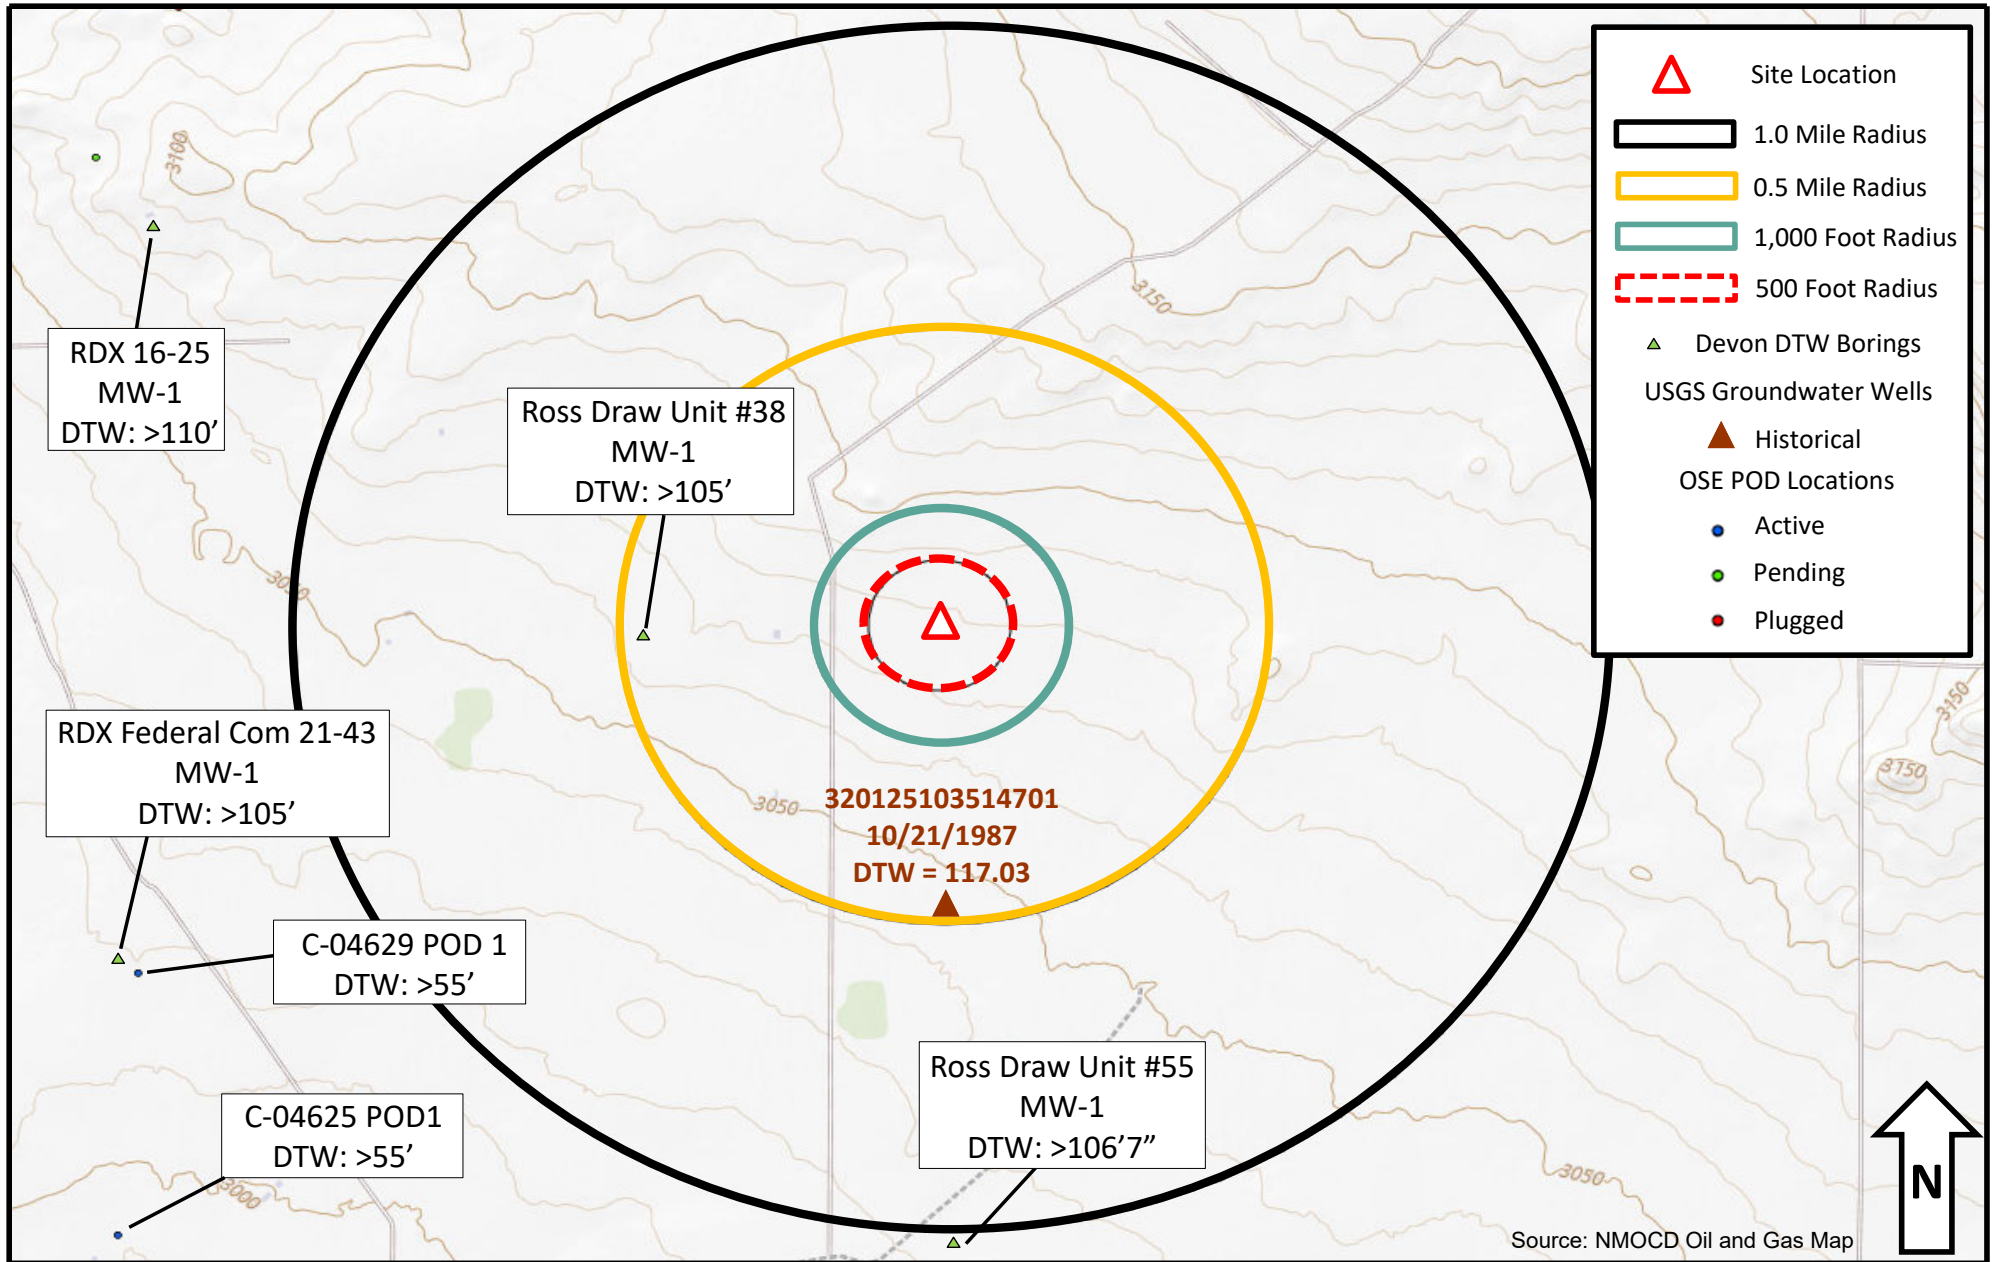 Site Location
1.0 Mile Radius
0.5 Mile Radius
1,000 Foot Radius
500 Foot Radius
Devon DTW Borings
USGS Groundwater Wells
Historical
OSE POD Locations
Active
Pending
Plugged
3100
RDX 16-25
MW-1
DTW: >110’
3150
Ross Draw Unit #38
MW-1
DTW: >105’
3050
RDX Federal Com 21-43
MW-1
DTW: >105’
3050
320125103514701
10/21/1987
DTW = 117.03
3150
3150
C-04629 POD 1
DTW: >55’
C-04625 POD1
DTW: >55’
3000
Ross Draw Unit #55
MW-1
DTW: >106’7”
3050
N
Source: NMOCD Oil and Gas Map